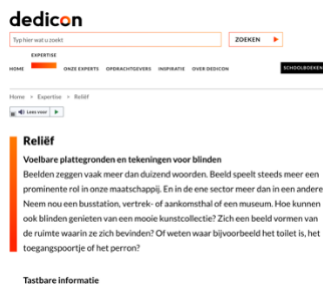 dedicon
Typ hier wat u zoekt
ZOEKEN
EXPERTISE
HOME ONZE EXPERTS OPDRACHTGEVERS INSPIRATIE OVER DEDICON SCHOOLBOEKEN
Home > Expertise > Reliëf
Lees voor
Reliëf
Voelbare plattegronden en tekeningen voor blinden
Beelden zeggen vaak meer dan duizend woorden. Beeld speelt steeds meer een
prominente rol in onze maatschappij. En in de ene sector meer dan in een andere
Neem nou een busstation, vertrek- of aankomsthal of een museum. Hoe kunnen
ook blinden genieten van een mooie kunstcollectie? Zich een beeld vormen van
de ruimte waarin ze zich bevinden? Of weten waar bijvoorbeeld het toilet is, het
toegangspoortje of het perron?
Tastbare informatie